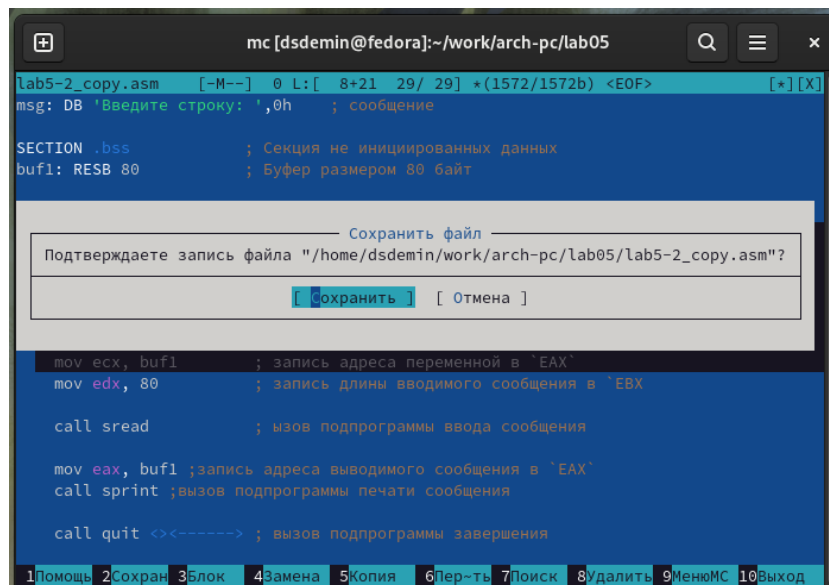 mc [dsdemin@fedora]:~/work/arch-pc/lab05
lab5-2_copy.asm [-M--] 0 L:[ 8+21 29/ 29] *(1572/1572b) <EOF> [*][X]
msg: DB 'Введите строку: ',0h ; сообщение
SECTION .bss ; Секция не инициированных данных
buf1: RESB 80 ; Буфер размером 80 байт
Сохранить файл
Подтверждаете запись файла "/home/dsdemin/work/arch-pc/lab05/lab5-2_copy.asm"?
[ Сохранить ] [ Отмена ]
mov ecx, buf1 ; запись адреса переменной в `EAX`
mov edx, 80 ; запись длины вводимого сообщения в `EBX
call sread ; ызов подпрограммы ввода сообщения
mov eax, buf1 ;запись адреса выводимого сообщения в `EAX`
call sprint ;вызов подпрограммы печати сообщения
call quit <><------> ; вызов подпрограммы завершения
1Помощь 2Сохран 3Блок 4Замена 5Копия 6Пер~ть 7Поиск 8Удалить 9МенюMC 10Выход